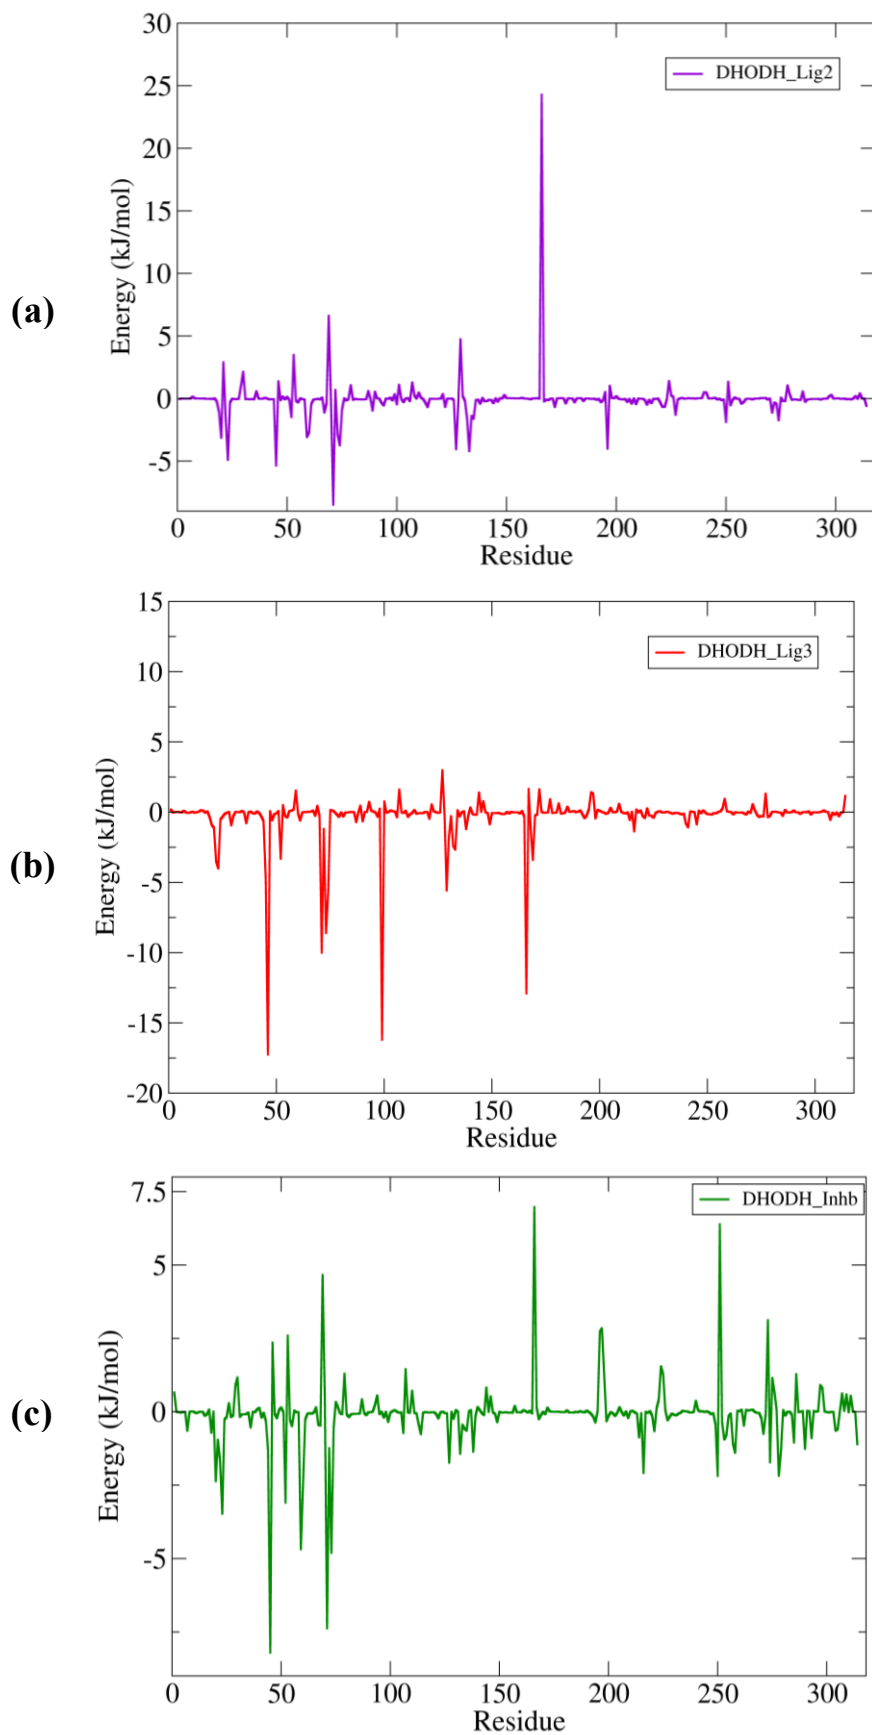 (a)
Energy (kJ/mol)
30
25
20
15
10
5
0
-5
DHODH_Lig2
0 50 100 150 200 250 300
Residue
(b)
Energy (kJ/mol)
15
10
5
0
-5
-10
-15
-20
DHODH_Lig3
0 50 100 150 200 250 300
Residue
(c)
Energy (kJ/mol)
7.5
5
0
-5
DHODH_Inhb
0 50 100 150 200 250 300
Residue